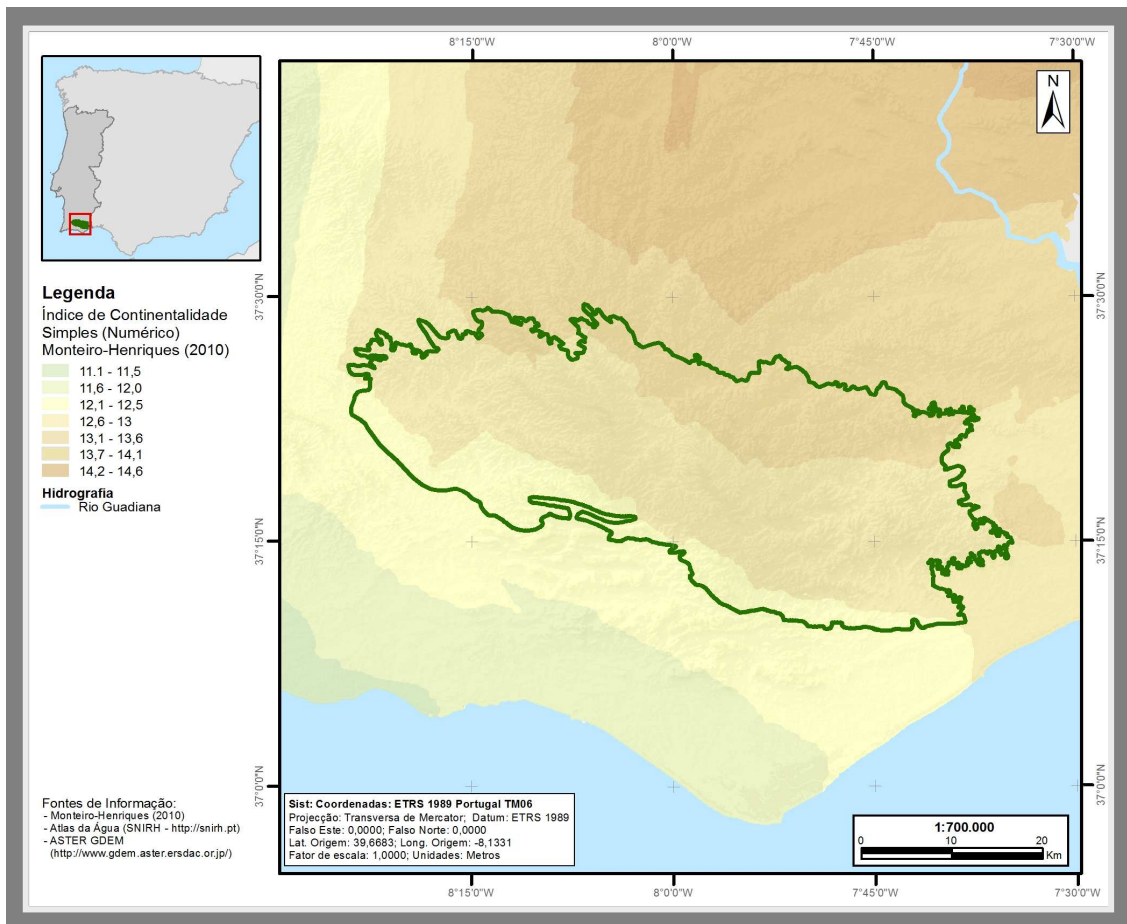 8°15'0"W
8°0'0"W
7°45'0"W
7°30'0"W
N
37°30'0"N
37°30'0"N
Legenda
Índice de Continentalidade
Simples (Numérico)
Monteiro-Henriques (2010)
11.1 - 11,5
11,6 - 12,0
12,1 - 12,5
12,6 - 13
13,1 - 13,6
13,7 - 14,1
14,2 - 14,6
Hidrografia
Rio Guadiana
37°15'0"N
37°15'0"N
37°0'0"N
37°0'0"N
Fontes de Informação:
- Monteiro-Henriques (2010)
- Atlas da Água (SNIRH - http://snirh.pt)
- ASTER GDEM
(http://www.gdem.aster.ersdac.or.jp/)
Sist: Coordenadas: ETRS 1989 Portugal TM06
Projecção: Transversa de Mercator; Datum: ETRS 1989
Falso Este: 0,0000; Falso Norte: 0,0000
Lat. Origem: 39,6683; Long. Origem: -8,1331
Fator de escala: 1,0000; Unidades: Metros
1:700.000
0 10 20
Km
8°15'0"W
8°0'0"W
7°45'0"W
7°30'0"W